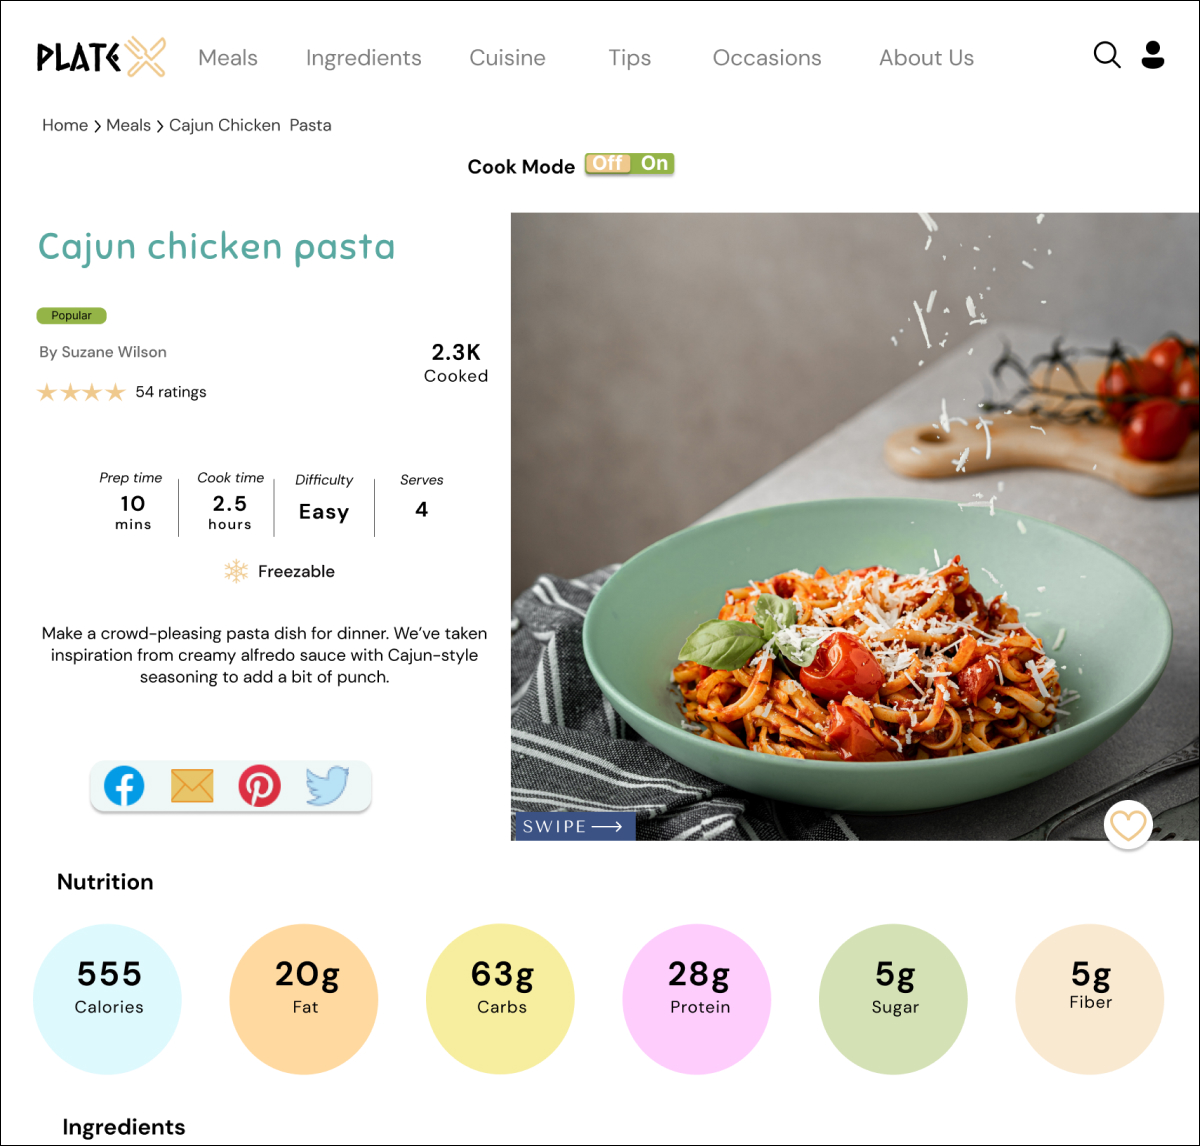 PLATE
Meals Ingredients Cuisine Tips Occasions About Us
Home > Meals > Cajun Chicken Pasta
Cook Mode Off On
Cajun chicken pasta
Popular
By Suzane Wilson
54 ratings
2.3K
Cooked
Prep time
10
mins
Cook time
2.5
hours
Difficulty
Easy
Serves
4
Freezable
Make a crowd-pleasing pasta dish for dinner. We've taken
inspiration from creamy alfredo sauce with Cajun-style
seasoning to add a bit of punch.
SWIPE
Nutrition
555
Calories
20g
Fat
63g
Carbs
28g
Protein
5g
Sugar
5g
Fiber
Ingredients